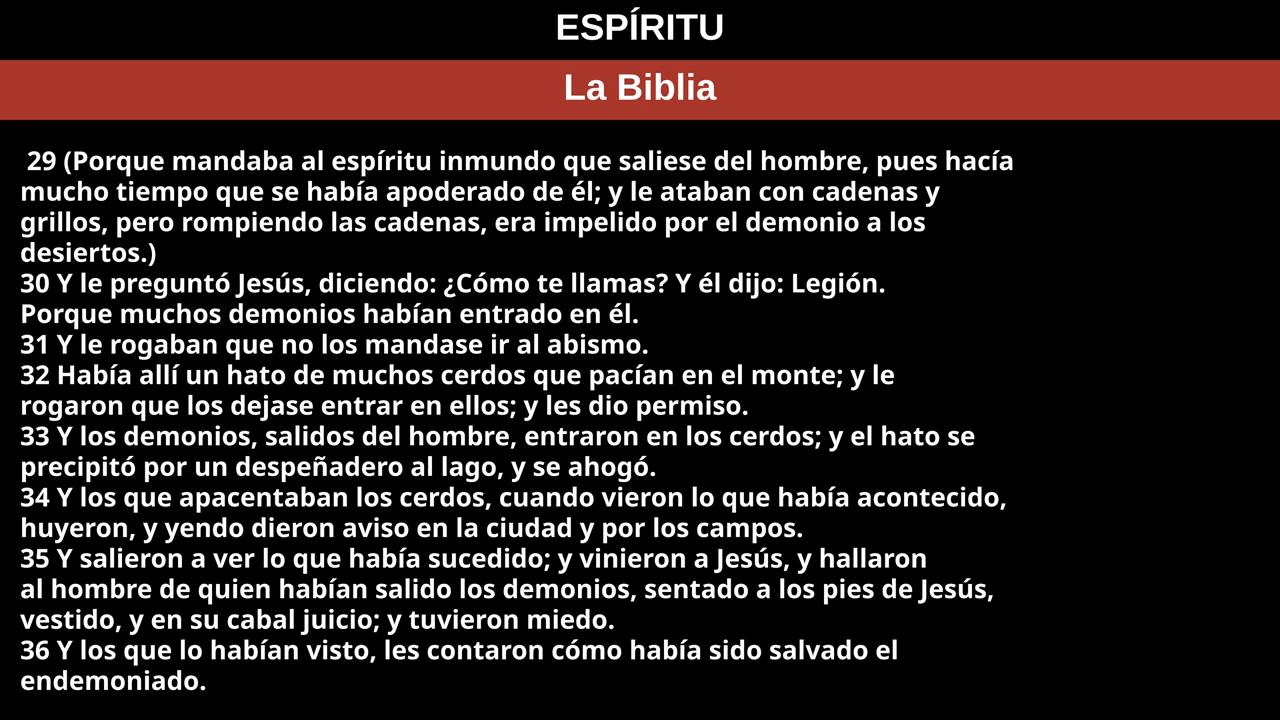 ESPÍRITU
La Biblia
29 (Porque mandaba al espíritu inmundo que saliese del hombre, pues hacía
mucho tiempo que se había apoderado de él; y le ataban con cadenas y
grillos, pero rompiendo las cadenas, era impelido por el demonio a los
desiertos.)
30 Y le preguntó Jesús, diciendo: ¿Cómo te llamas? Y él dijo: Legión.
Porque muchos demonios habían entrado en él.
31 Y le rogaban que no los mandase ir al abismo.
32 Había allí un hato de muchos cerdos que pacían en el monte; y le
rogaron que los dejase entrar en ellos; y les dio permiso.
33 Y los demonios, salidos del hombre, entraron en los cerdos; y el hato se
precipitó por un despeñadero al lago, y se ahogó.
34 Y los que apacentaban los cerdos, cuando vieron lo que había acontecido,
huyeron, y yendo dieron aviso en la ciudad y por los campos.
35 Y salieron a ver lo que había sucedido; y vinieron a Jesús, y hallaron
al hombre de quien habían salido los demonios, sentado a los pies de Jesús,
vestido, y en su cabal juicio; y tuvieron miedo.
36 Y los que lo habían visto, les contaron cómo había sido salvado el
endemoniado.